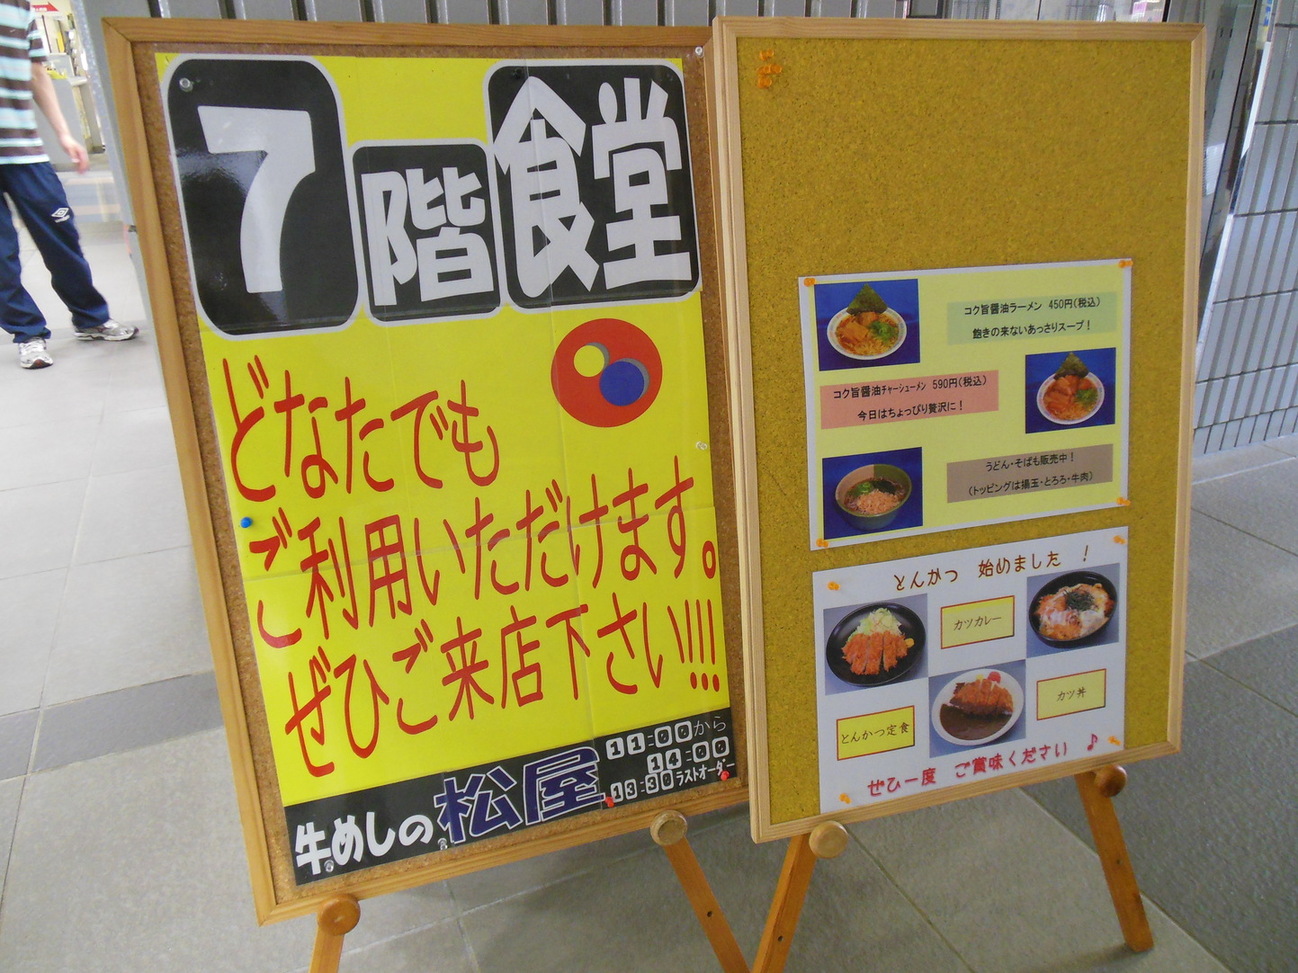 7階食堂
どなたでも
ご利用いただけます。
ぜひご来店下さい!!!
牛めしの松屋
11:00から
14:00
13:30ラストオーダー
コク旨醤油ラーメン 450円(税込)
飽きの来ないあっさりスープ！
コク旨醤油チャーシューメン 590円(税込)
今日はちょっぴり贅沢に！
うどん・そばも販売中！
(トッピングは揚玉・とろろ・牛肉)
とんかつ 始めました ！
カツカレー
カツ丼
とんかつ定食
ぜひ一度 ご賞味ください ♪